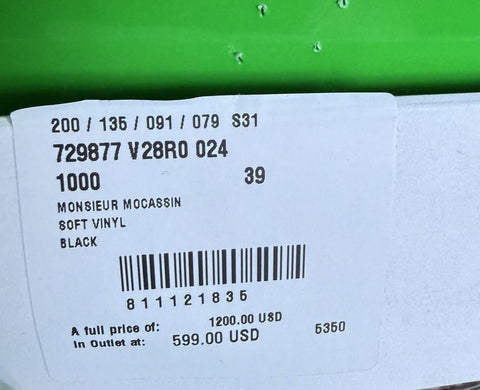 200 / 135 / 091 / 079 S31
729877 V28R0 024
1000 39
MONSIEUR MOCASSIN
SOFT VINYL
BLACK
811121835
A full price of: 1200.00 USD
In Outlet at: 599.00 USD 5350